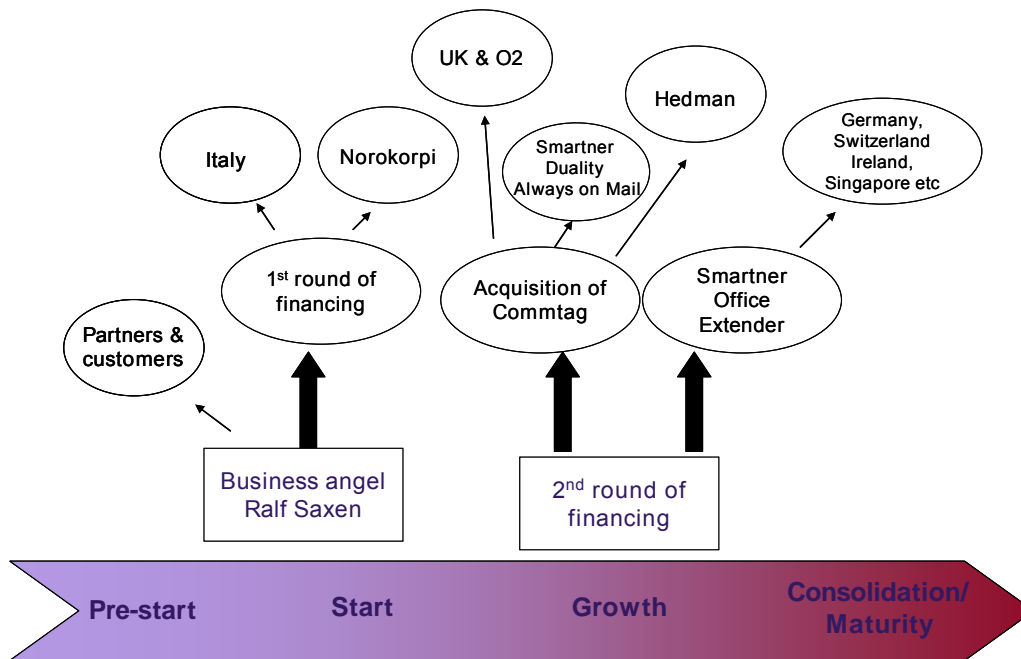 UK & O2
Hedman
Germany,
Switzerland
Ireland,
Singapore etc
Italy
Norokorpi
Smartner
Duality
Always on Mail
1st round of
financing
Acquisition of
Commtag
Smartner
Office
Extender
Partners &
customers
Business angel
Ralf Saxen
2nd round of
financing
Pre-start
Start
Growth
Consolidation/
Maturity